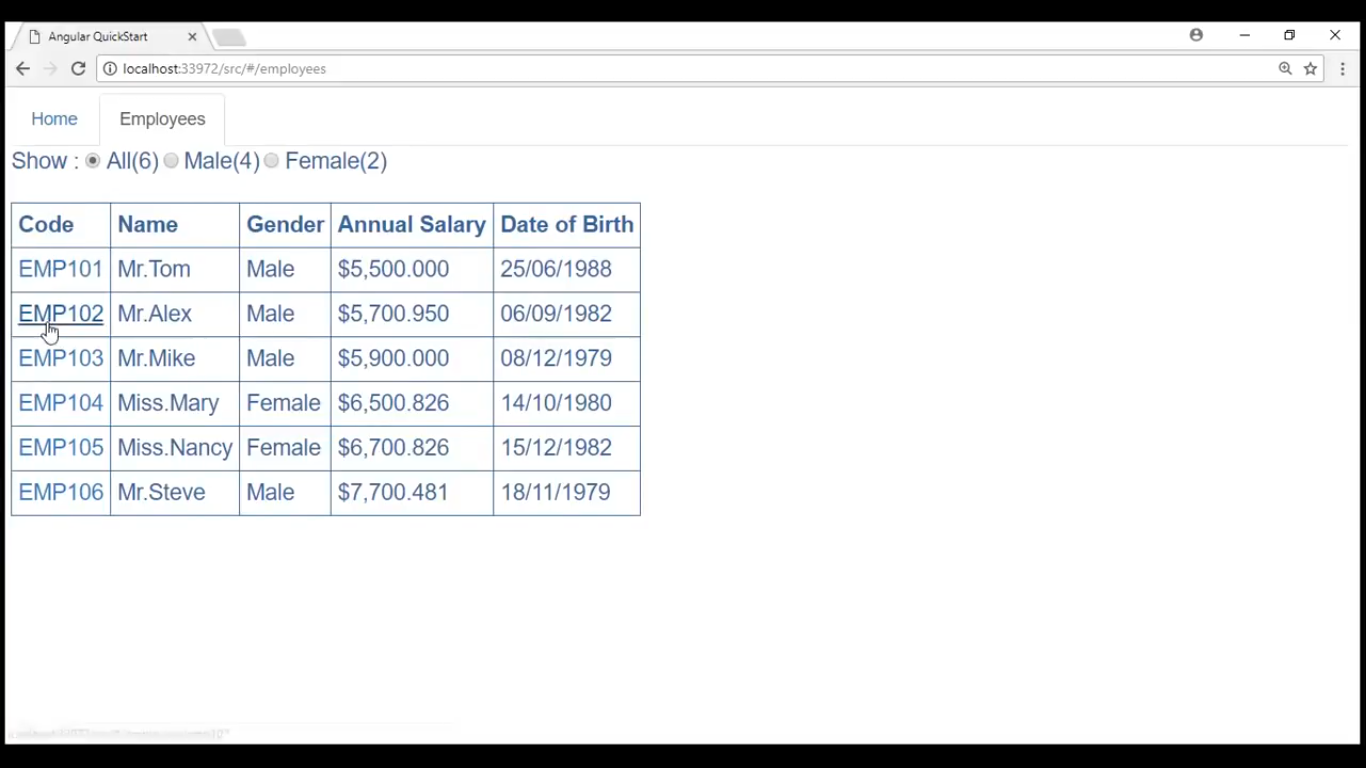 Angular QuickStart
localhost:33972/src/#/employees
Home Employees
Show : All(6) Male(4) Female(2)
Code Name Gender Annual Salary Date of Birth
EMP101 Mr.Tom Male $5,500.000 25/06/1988
EMP102 Mr.Alex Male $5,700.950 06/09/1982
EMP103 Mr.Mike Male $5,900.000 08/12/1979
EMP104 Miss.Mary Female $6,500.826 14/10/1980
EMP105 Miss.Nancy Female $6,700.826 15/12/1982
EMP106 Mr.Steve Male $7,700.481 18/11/1979